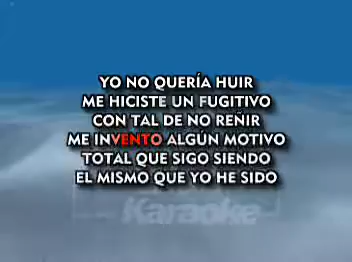 YO NO QUERÍA HUIR
ME HICISTE UN FUGITIVO
CON TAL DE NO REÑIR
ME INVENTO ALGÚN MOTIVO
TOTAL QUE SIGO SIENDO
EL MISMO QUE YO HE SIDO
Karaoke